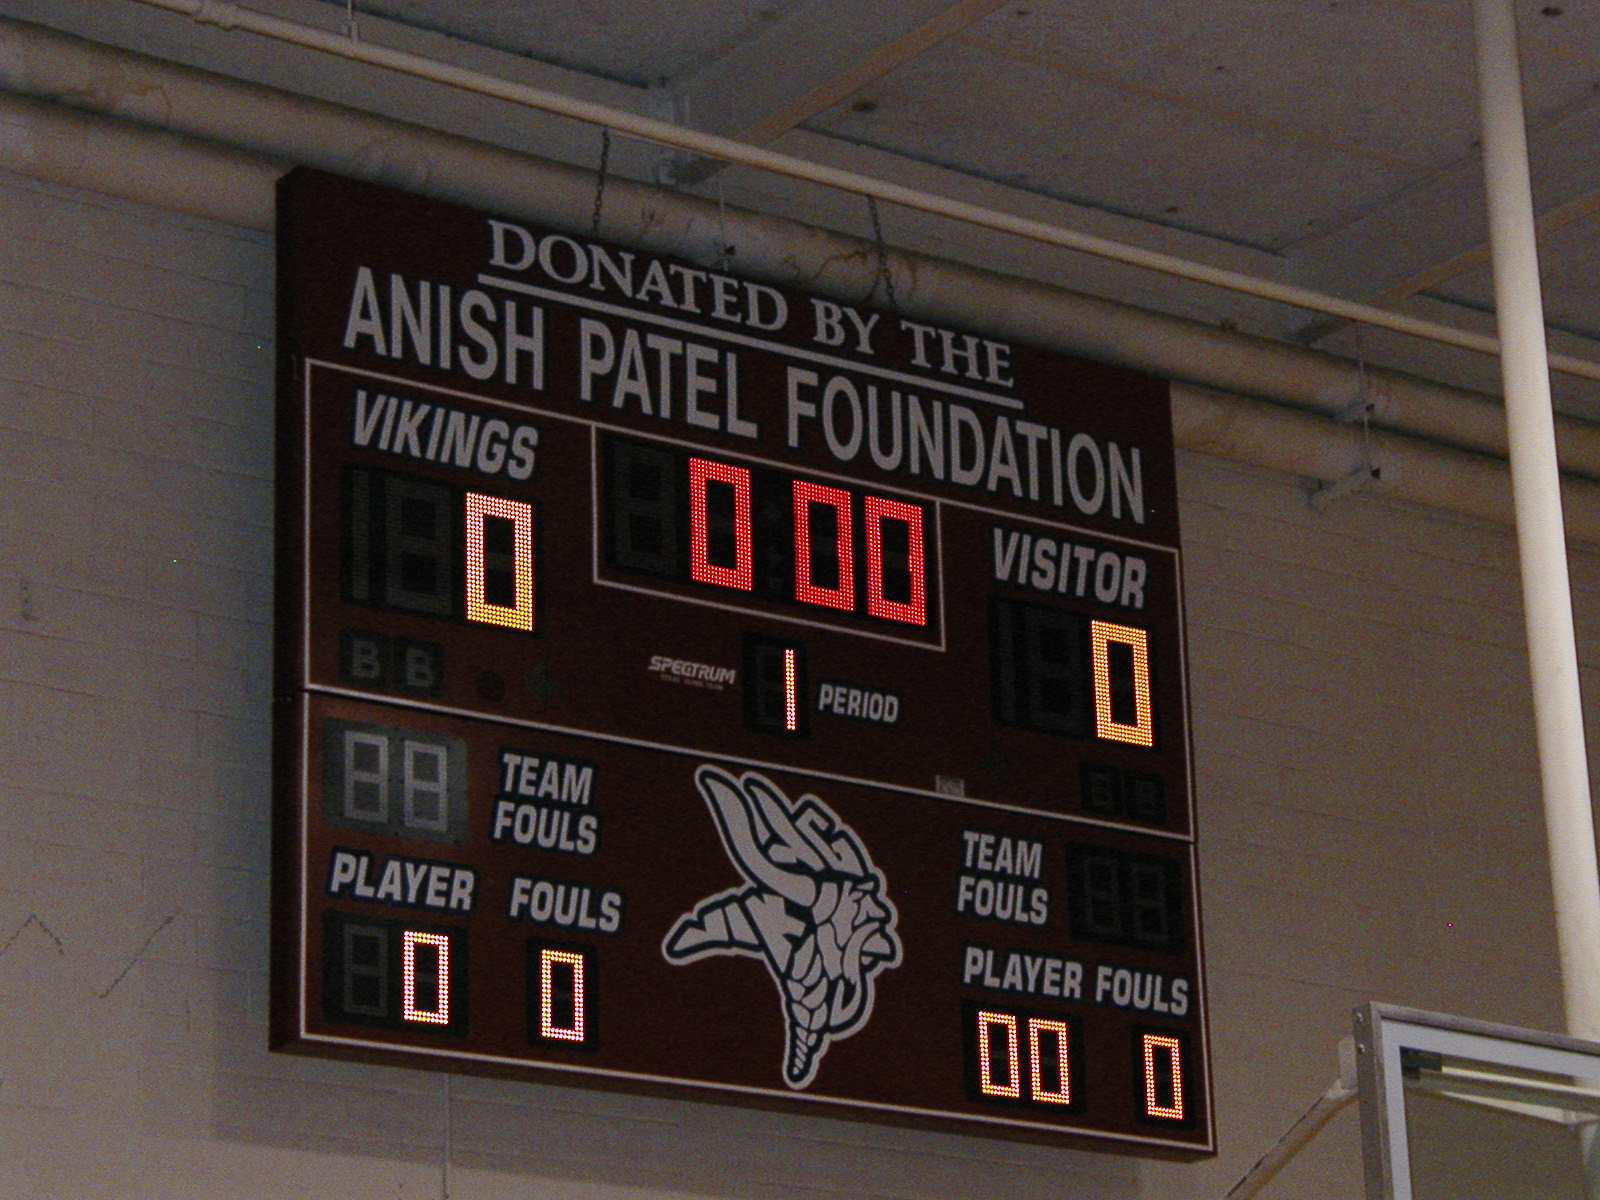 DONATED BY THE
ANISH PATEL FOUNDATION
VIKINGS
0
0:00
VISITOR
0
SPECTRUM
1 PERIOD
TEAM
FOULS
TEAM
FOULS
PLAYER FOULS
0 0
PLAYER FOULS
00 0